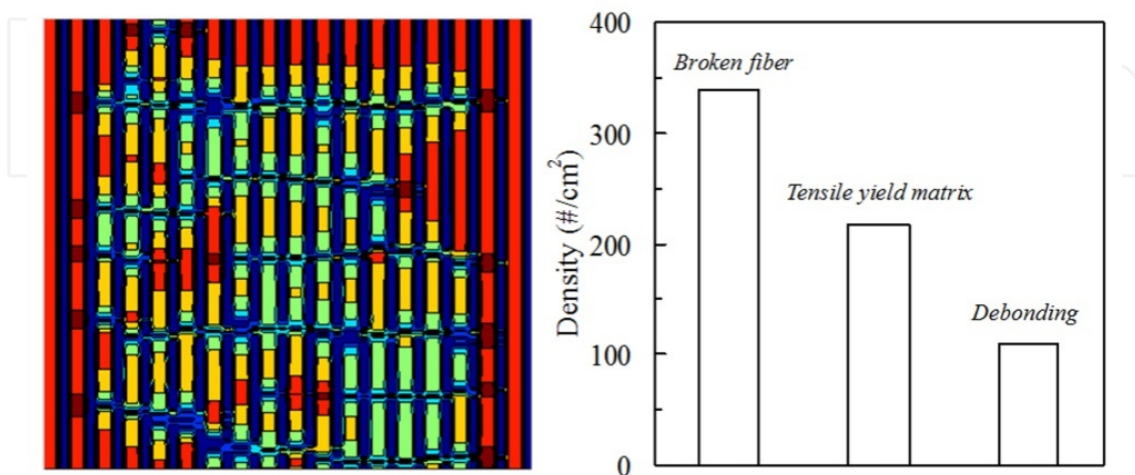 400
300
200
100
0
Density (#/cm²)
Broken fiber
Tensile yield matrix
Debonding